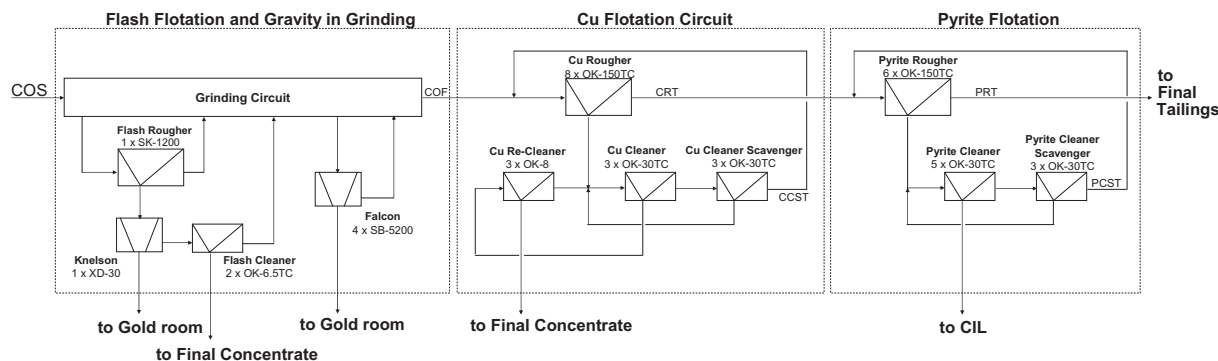 Flash Flotation and Gravity in Grinding
Cu Flotation Circuit
Pyrite Flotation
COS
Grinding Circuit
COF
Flash Rougher
1 x SK-1200
Knelson
1 x XD-30
Flash Cleaner
2 x OK-6.5TC
Falcon
4 x SB-5200
to Gold room
to Final Concentrate
to Gold room
Cu Rougher
8 x OK-150TC
CRT
Cu Re-Cleaner
3 x OK-8
Cu Cleaner
3 x OK-30TC
Cu Cleaner Scavenger
3 x OK-30TC
CCST
to Final Concentrate
Pyrite Rougher
6 x OK-150TC
PRT
Pyrite Cleaner
5 x OK-30TC
Pyrite Cleaner
Scavenger
3 x OK-30TC
PCST
to CIL
to
Final
Tailings